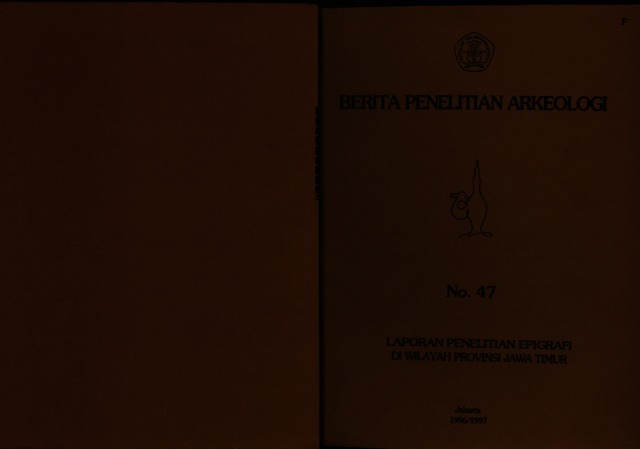 F
BERITA PENELITIAN ARKEOLOGI
No. 47
LAPORAN PENELITIAN EPIGRAFI
DI WILAYAH PROVINSI JAWA TIMUR
Jakarta
1996/1997